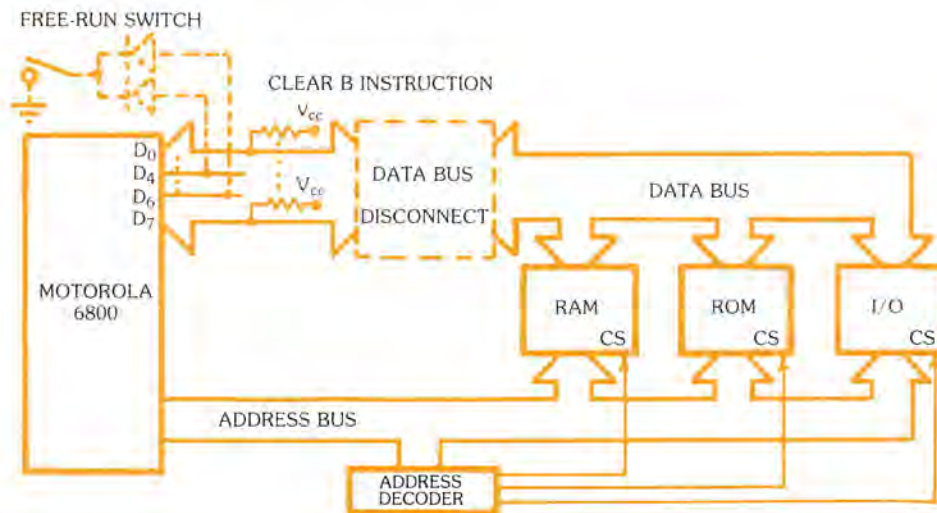 FREE-RUN SWITCH
CLEAR B INSTRUCTION
Vcc
D0
D4
D6
D7
Vcc
DATA BUS
DISCONNECT
DATA BUS
MOTOROLA
6800
RAM
CS
ROM
CS
I/O
CS
ADDRESS BUS
ADDRESS
DECODER